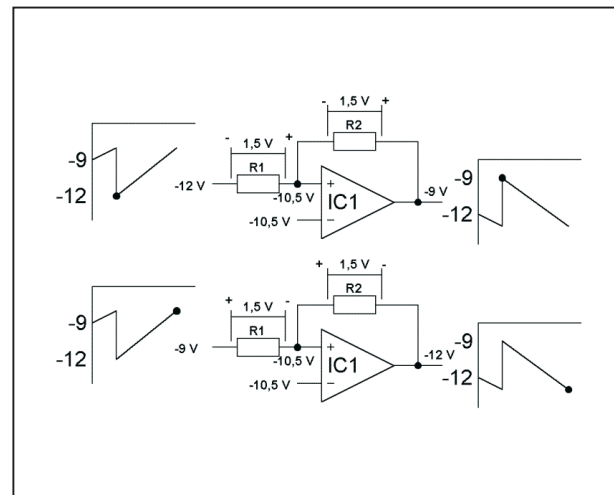 - 1,5 V +
R2
- 1,5 V +
R1
-9
-12
-12 V
-10,5 V
+
IC1
-10,5 V
−
-9 V
-9
-12
+ 1,5 V -
R2
+ 1,5 V -
R1
-9
-12
-9 V
-10,5 V
+
IC1
-10,5 V
−
-12 V
-9
-12